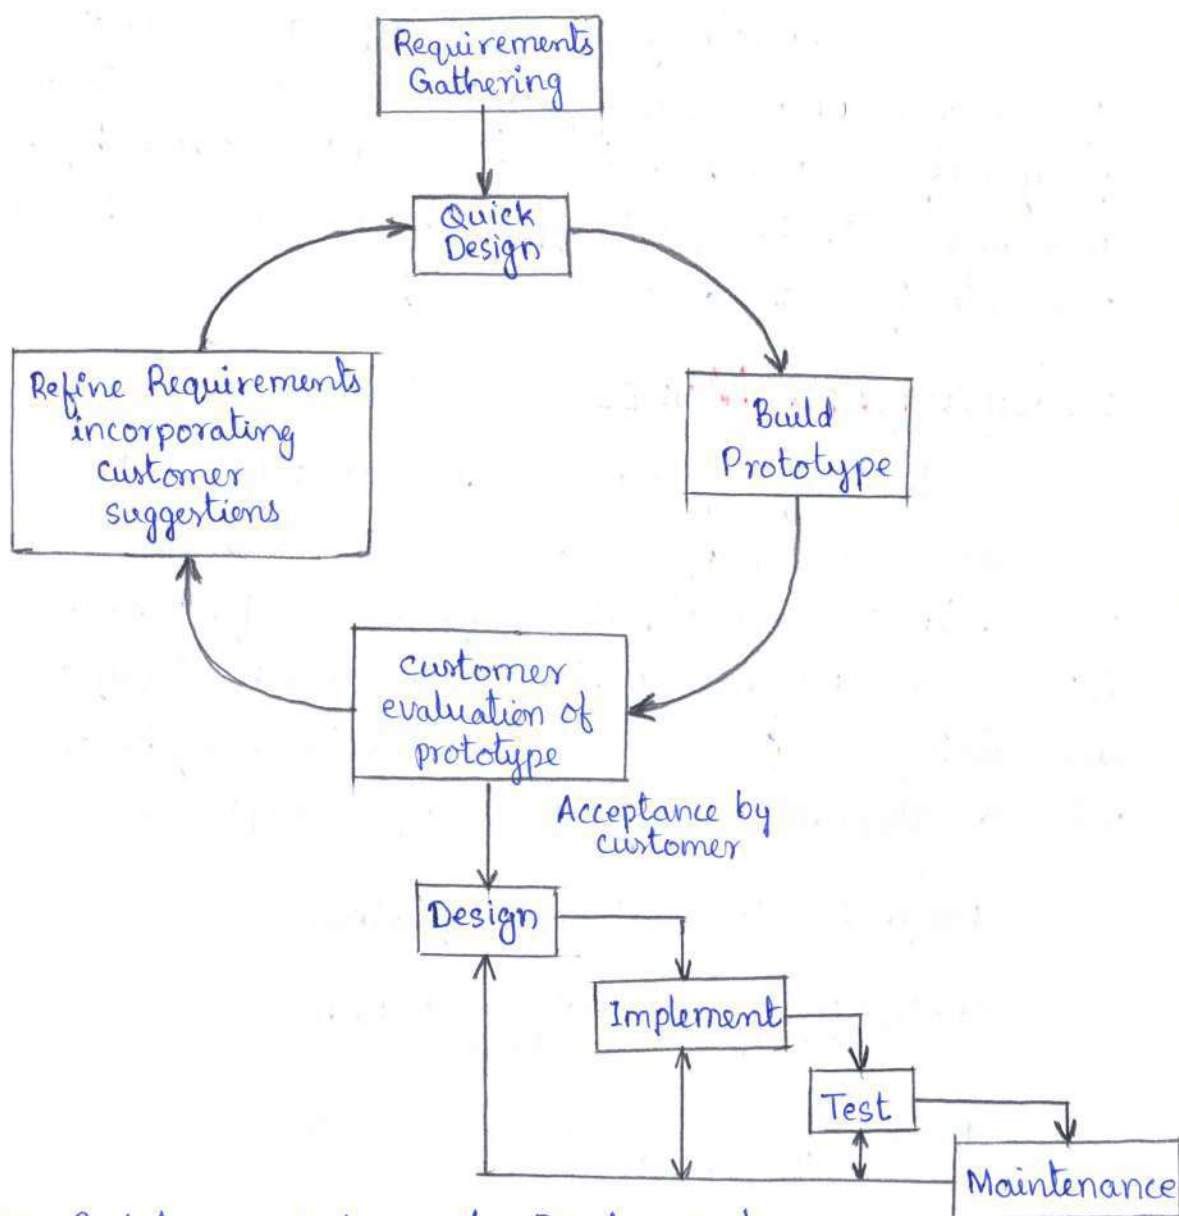 Requirements
Gathering
Quick
Design
Refine Requirements
incorporating
customer
suggestions
Build
Prototype
customer
evaluation of
prototype
Acceptance by
customer
Design
Implement
Test
Maintenance